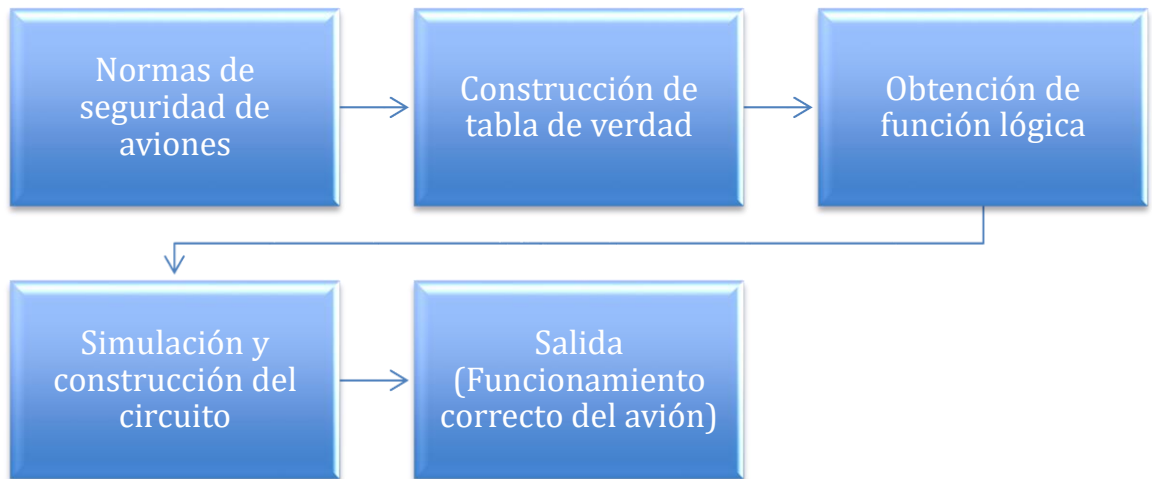 Normas de
seguridad de
aviones
Construcción de
tabla de verdad
Obtención de
función lógica
Simulación y
construcción del
circuito
Salida
(Funcionamiento
correcto del avión)